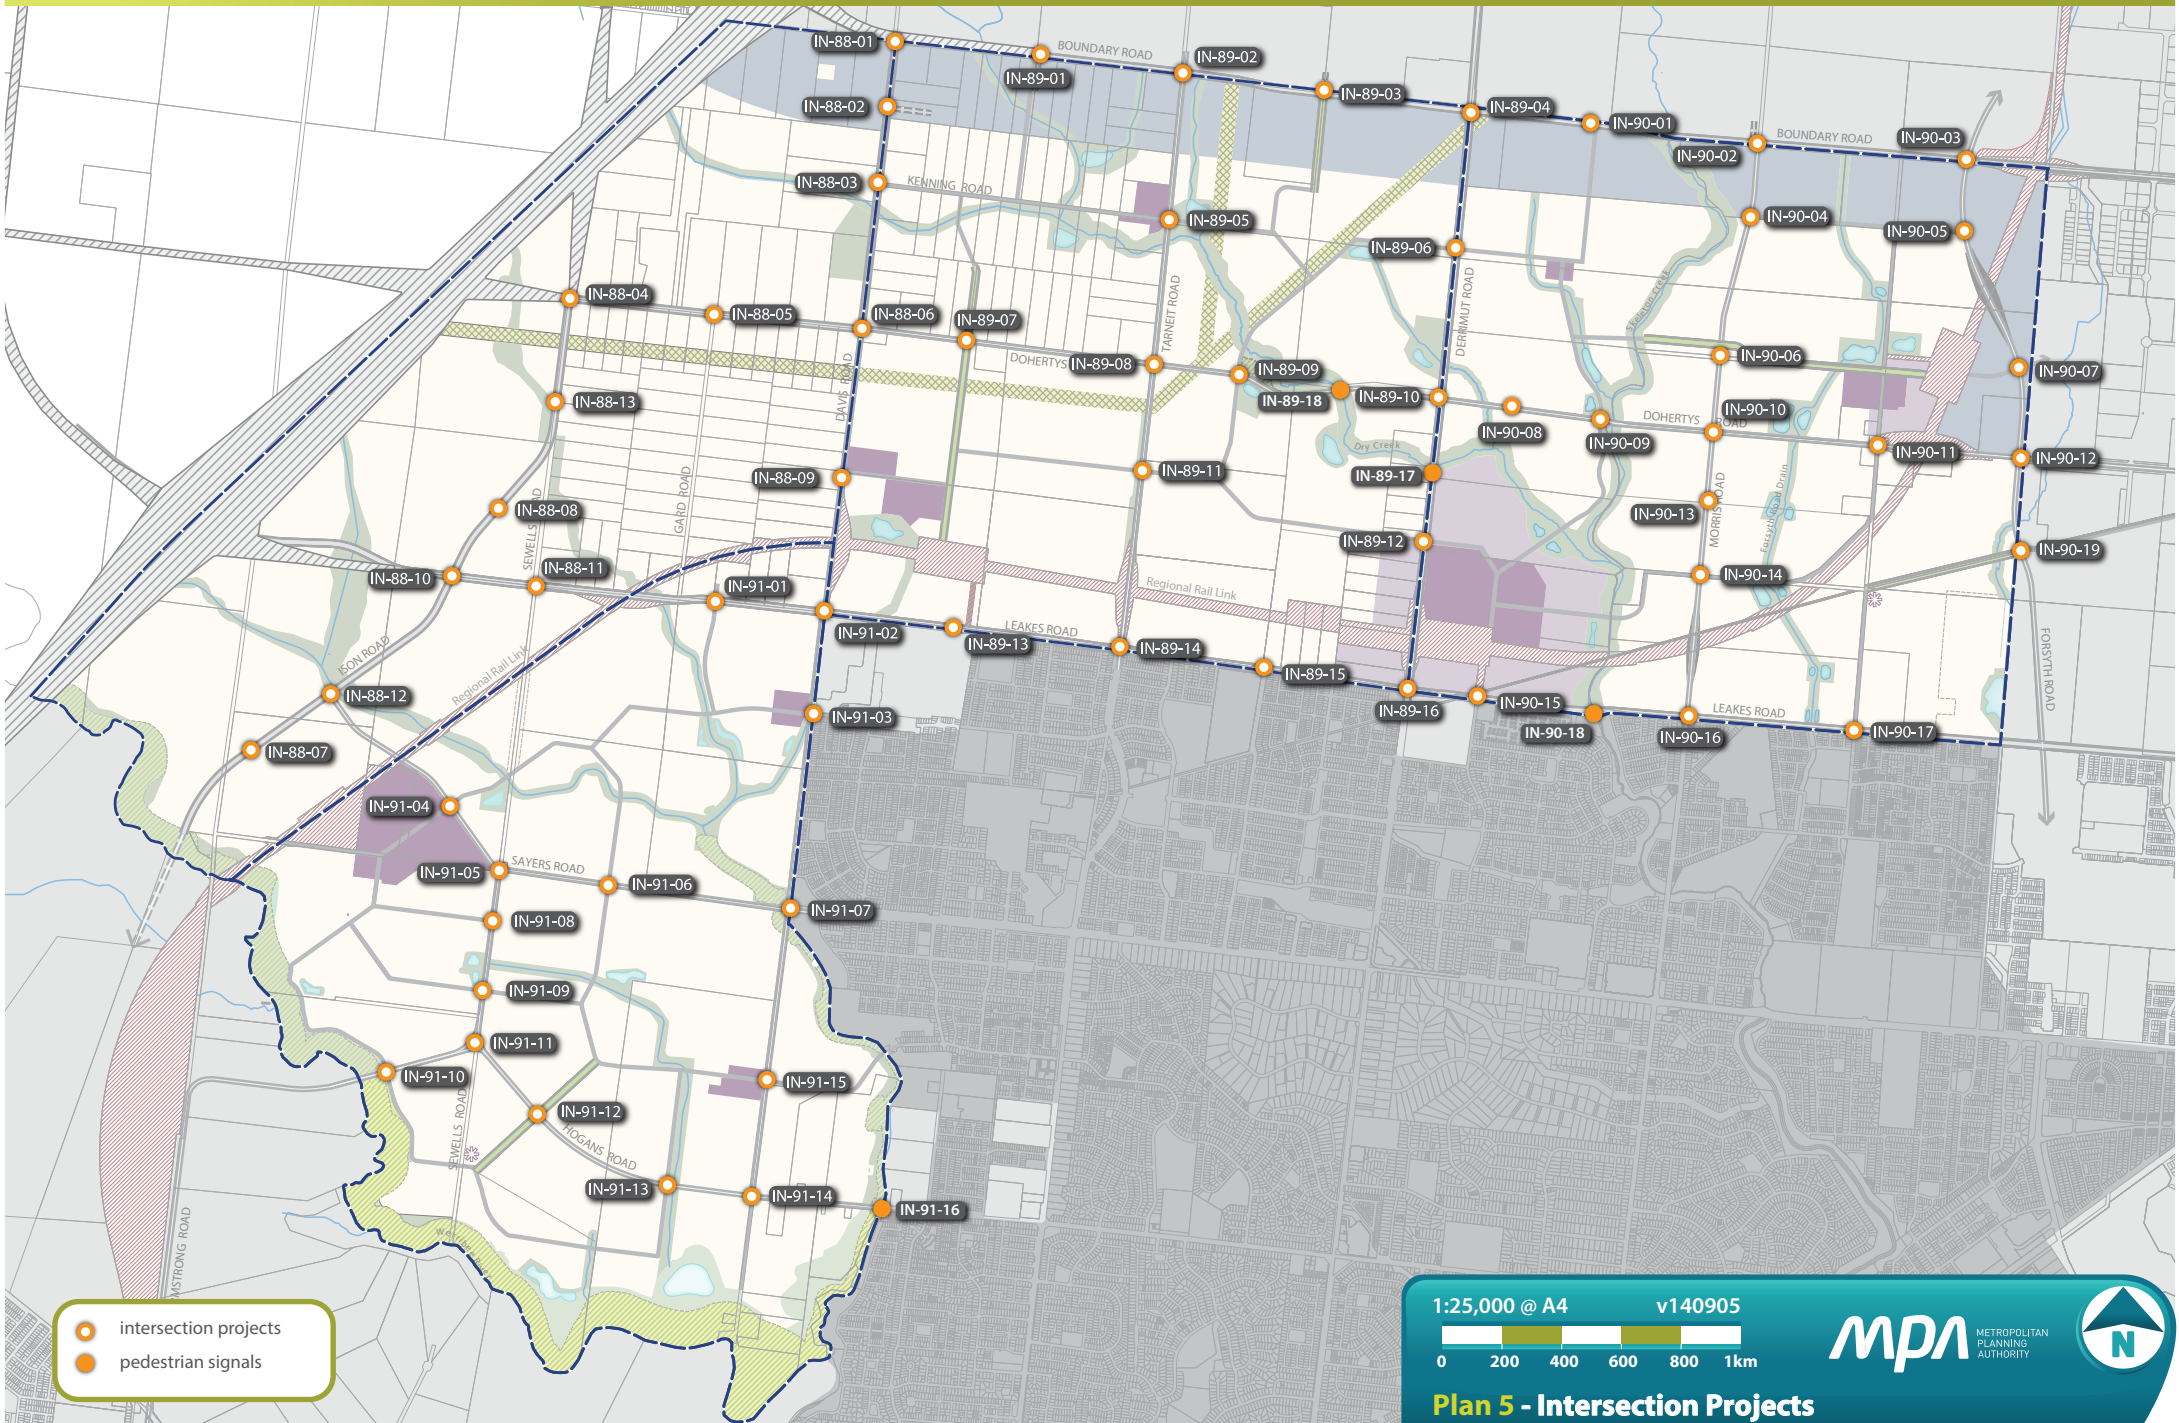 IN-88-01
BOUNDARY ROAD
IN-89-02
IN-89-01
IN-88-02
IN-89-03
IN-89-04
IN-90-01
BOUNDARY ROAD
IN-90-03
IN-90-02
IN-88-03
KENNING ROAD
IN-89-05
IN-90-04
IN-90-05
IN-89-06
IN-88-04
IN-88-05
IN-88-06
IN-89-07
TARNEIT ROAD
DERRIMUT ROAD
Skeleton Creek
DOHERTYS
IN-89-08
IN-89-09
IN-90-06
IN-90-07
DAVIS ROAD
IN-88-13
IN-89-18
IN-89-10
IN-90-10
DOHERTYS ROAD
IN-90-08
IN-90-09
Dry Creek
IN-90-11
IN-90-12
IN-88-09
IN-89-11
IN-89-17
GARD ROAD
IN-88-08
SEWELLS ROAD
IN-90-13
MORRIS ROAD
Forsyth Road Drain
IN-89-12
IN-90-19
IN-88-10
IN-88-11
IN-91-01
Regional Rail Link
IN-90-14
IN-91-02
IN-89-13
LEAKES ROAD
IN-89-14
IN-89-15
ISON ROAD
Regional Rail Link
FORSYTH ROAD
IN-88-12
IN-91-03
IN-89-16
IN-90-15
IN-90-18
IN-90-16
LEAKES ROAD
IN-90-17
IN-88-07
IN-91-04
IN-91-05
SAYERS ROAD
IN-91-06
IN-91-07
IN-91-08
IN-91-09
IN-91-11
IN-91-10
IN-91-15
IN-91-12
SEWELLS ROAD
HOGANS ROAD
IN-91-13
IN-91-14
IN-91-16
MSTRONG ROAD
intersection projects
pedestrian signals
1:25,000 @ A4 v140905
0 200 400 600 800 1km
MPA METROPOLITAN
PLANNING
AUTHORITY
N
Plan 5 - Intersection Projects